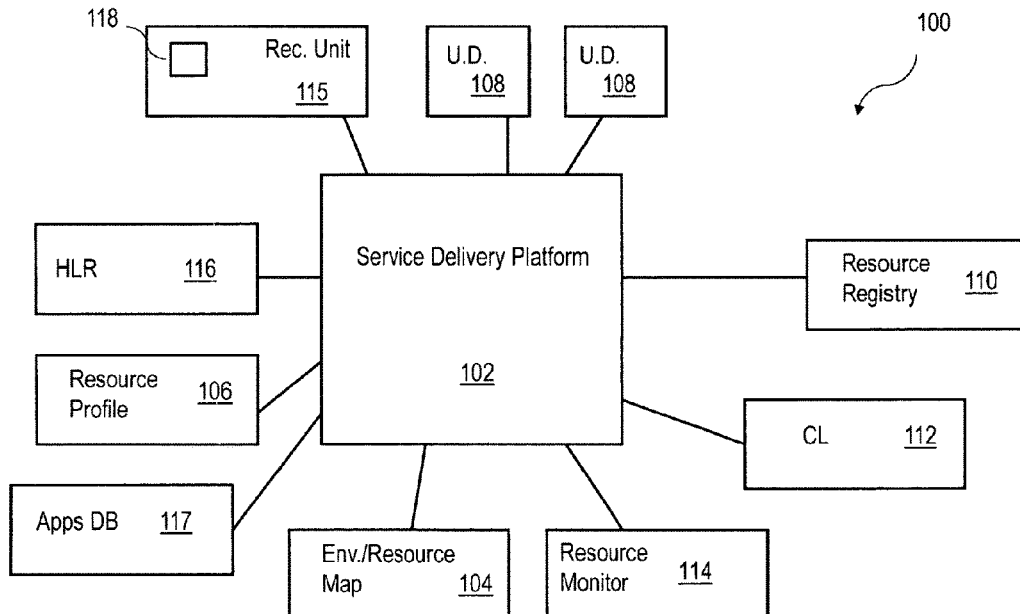 118
Rec. Unit
115
U.D.
108
U.D.
108
100
HLR
116
Service Delivery Platform
102
Resource
Registry
110
Resource
Profile
106
CL
112
Apps DB
117
Env./Resource
Map
104
Resource
Monitor
114